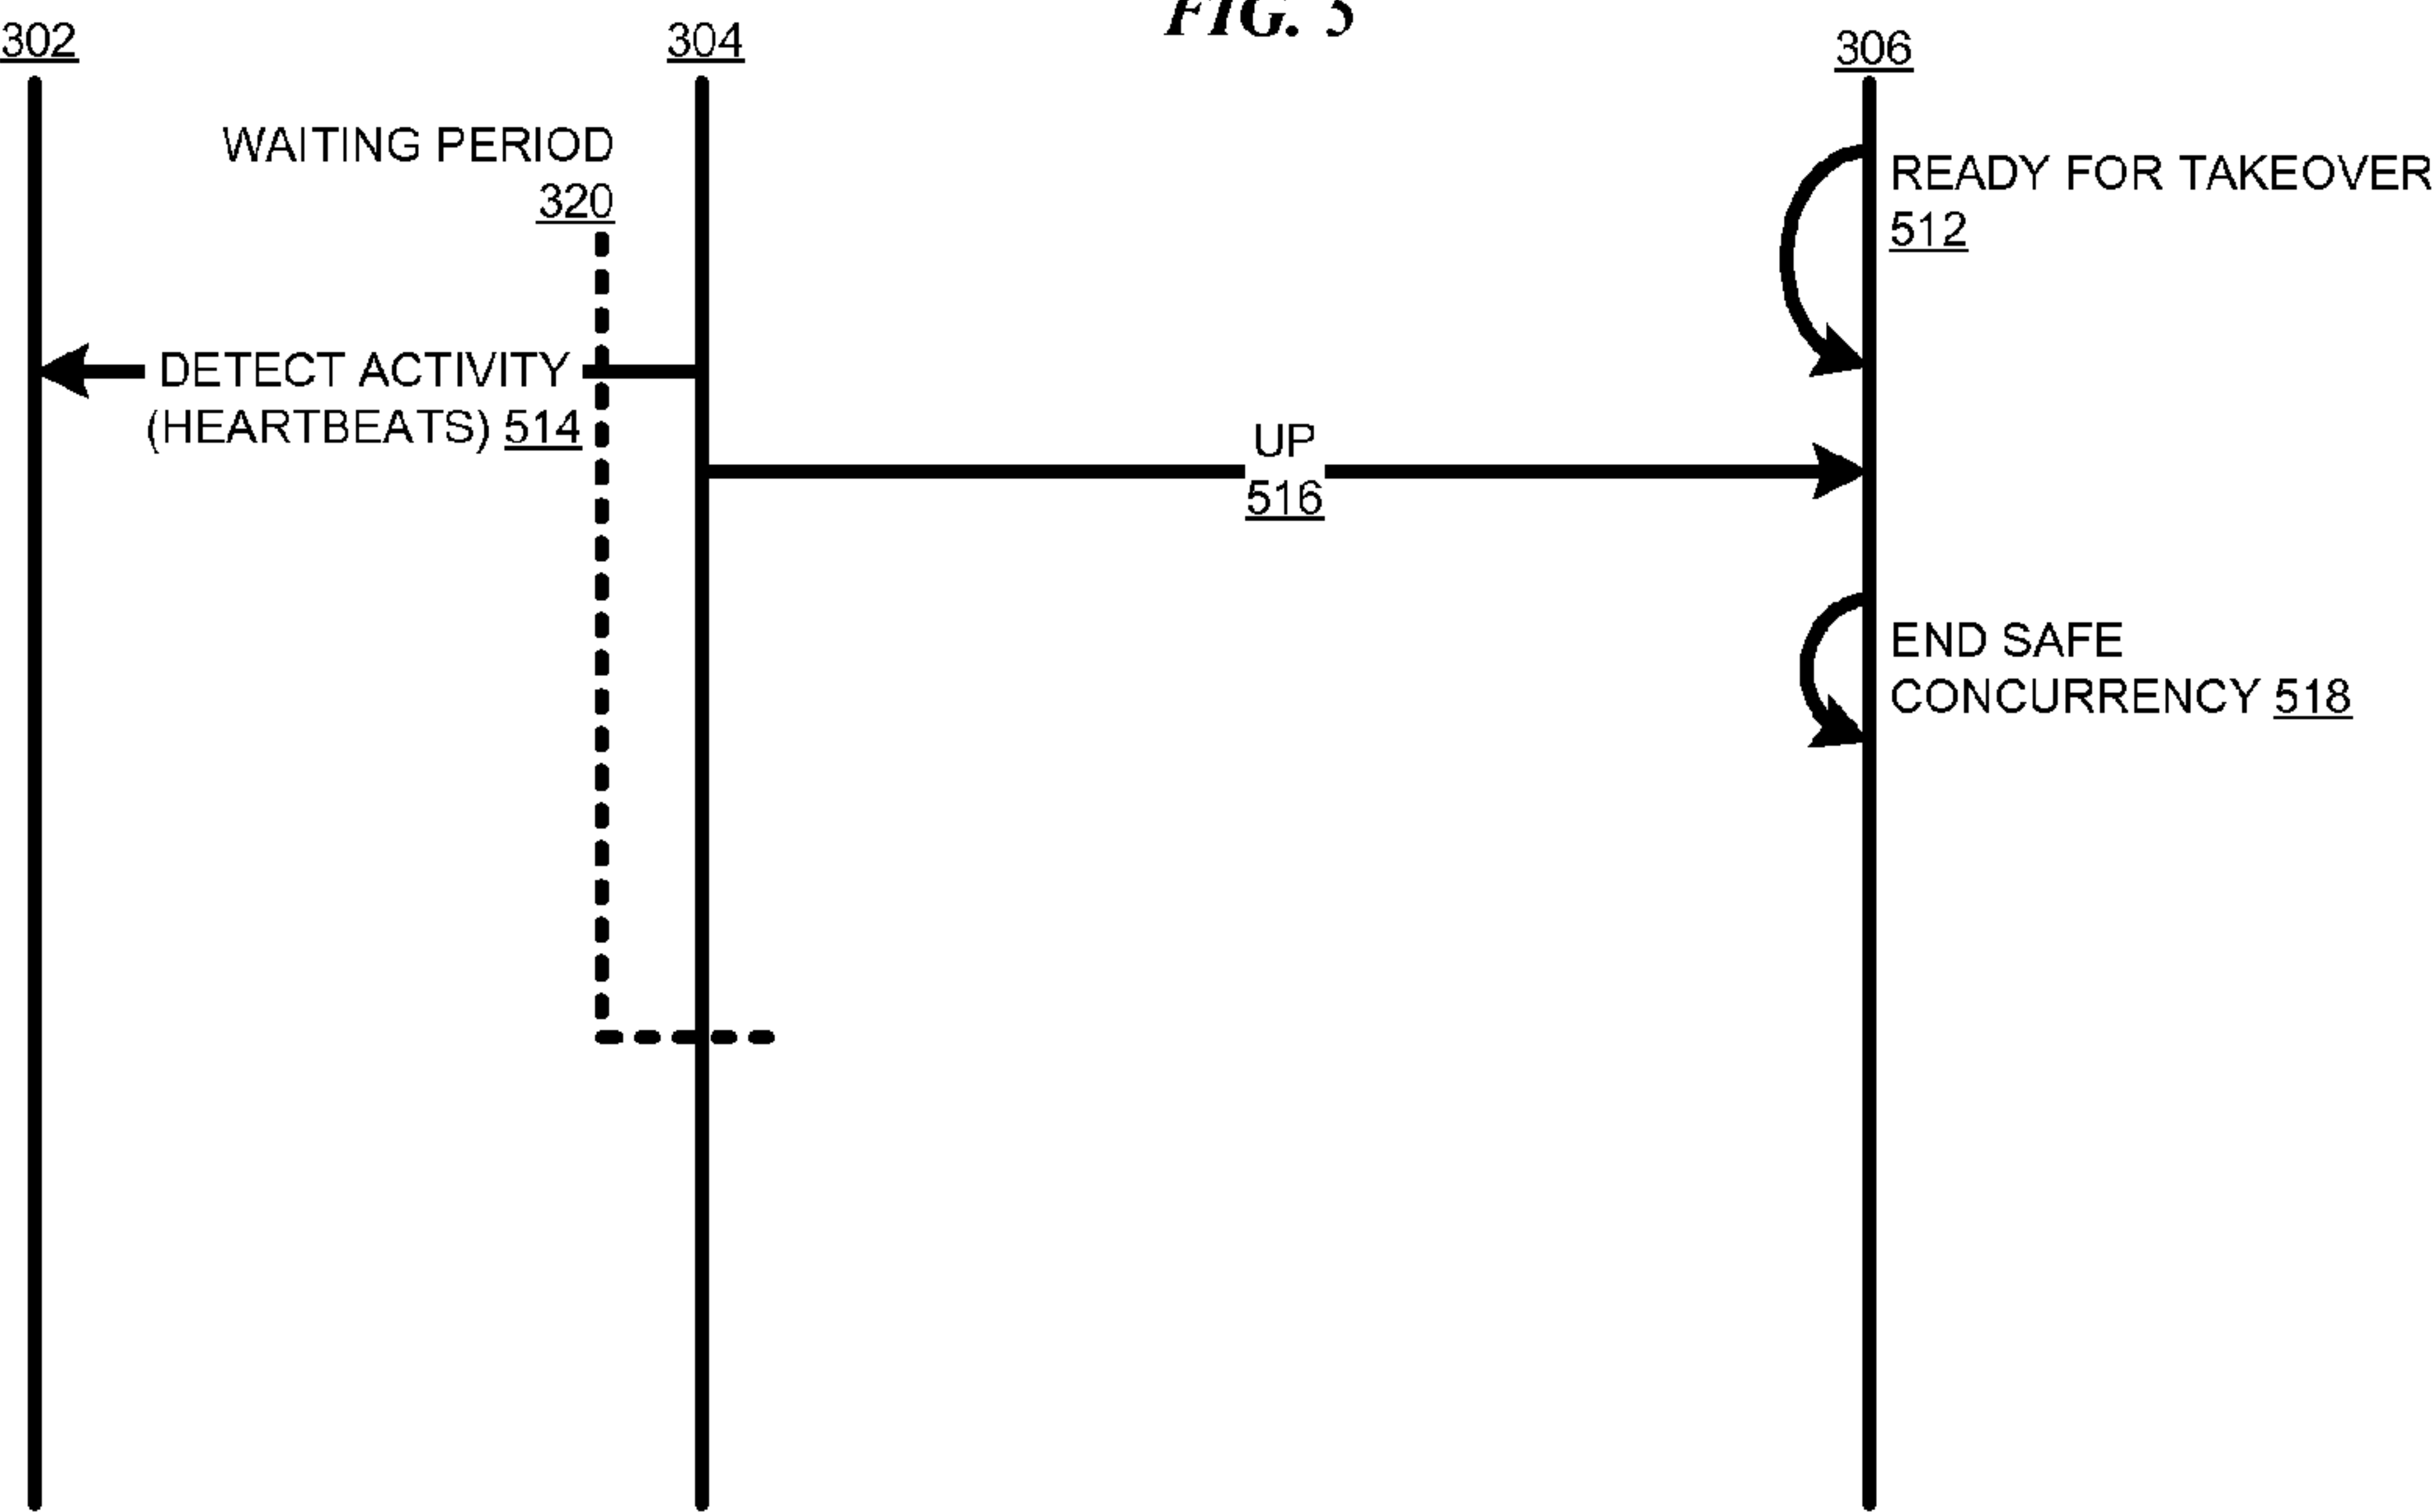 FIG. 5
302
304
306
WAITING PERIOD
320
READY FOR TAKEOVER
512
DETECT ACTIVITY
(HEARTBEATS) 514
UP
516
END SAFE
CONCURRENCY 518